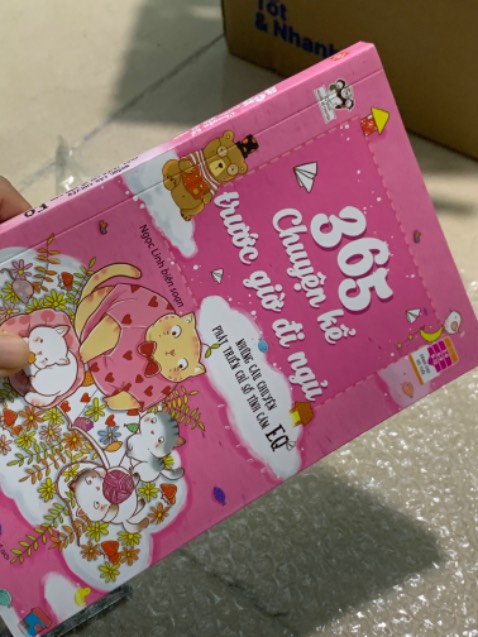 Tốt
& Nhanh
365
Chuyện kể
trước giờ đi ngủ
Ngọc Linh biên soạn
NHỮNG CÂU CHUYỆN
PHÁT TRIỂN CHỈ SỐ TÌNH CẢM EQ